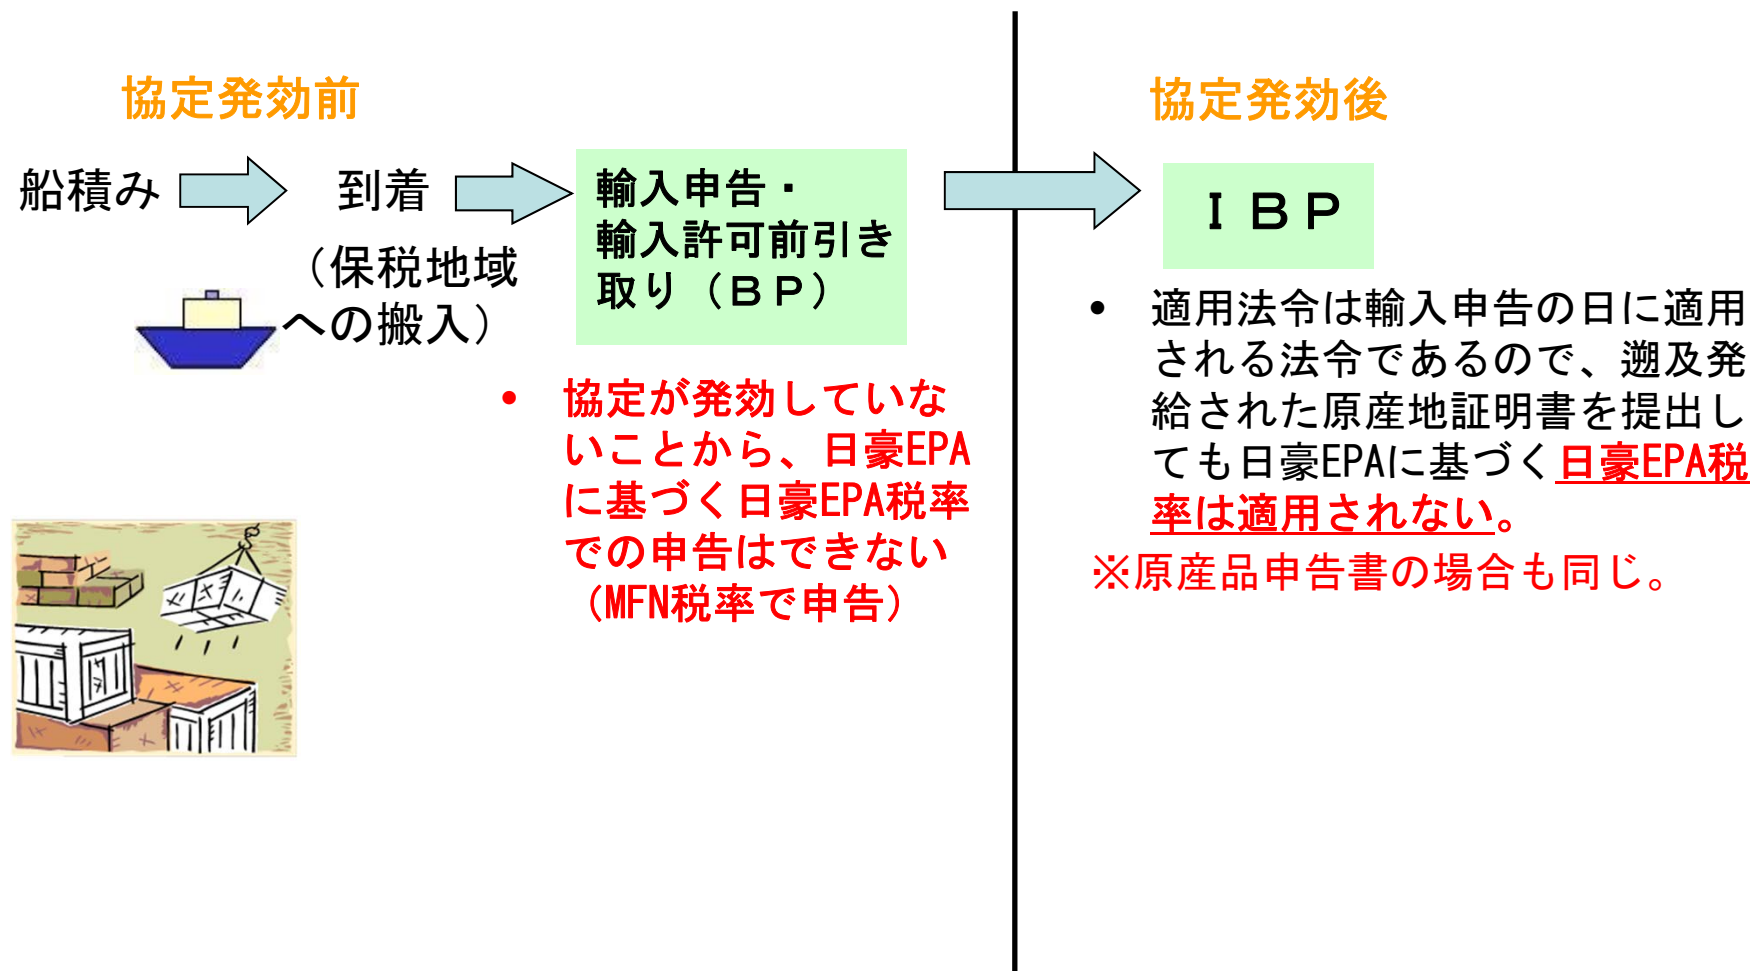 協定発効前
船積み
到着
（保税地域
への搬入）
輸入申告・
輸入許可前引き
取り（ＢＰ）
• 協定が発効していな
いことから、日豪EPA
に基づく日豪EPA税率
での申告はできない
（MFN税率で申告）
協定発効後
ＩＢＰ
• 適用法令は輸入申告の日に適用
される法令であるので、遡及発
給された原産地証明書を提出し
ても日豪EPAに基づく日豪EPA税
率は適用されない。
※原産品申告書の場合も同じ。